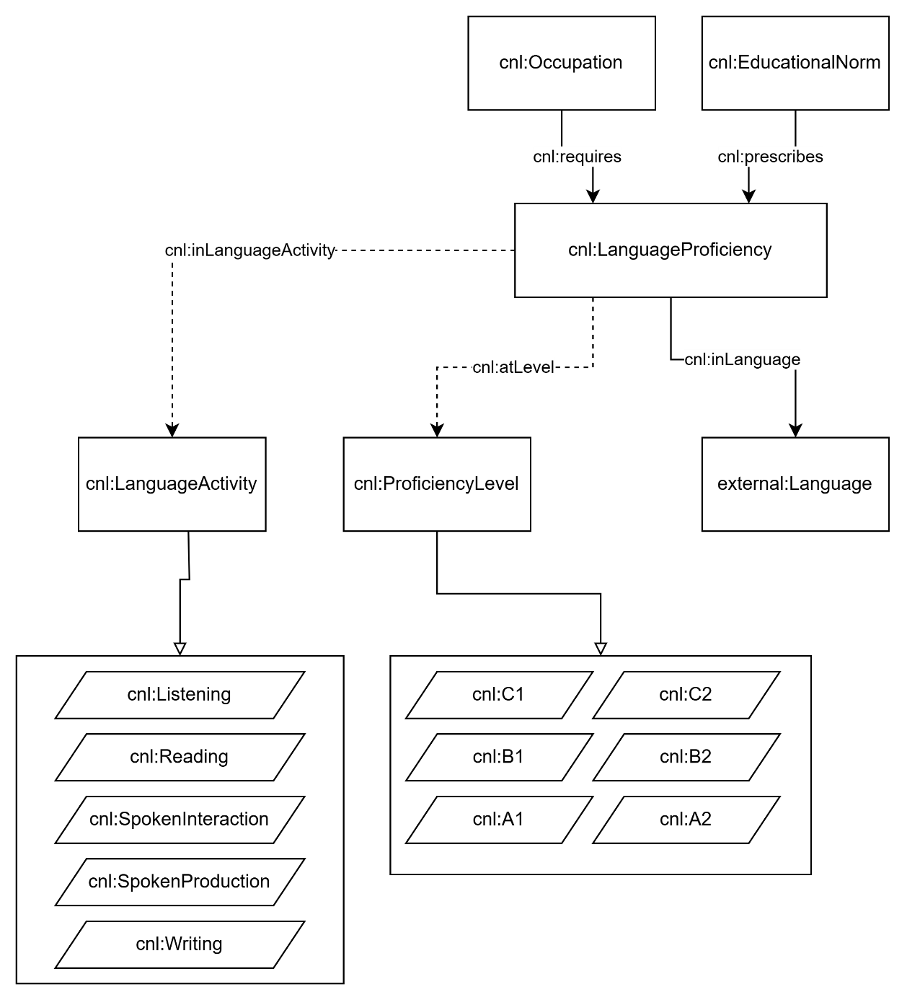 cnl:Occupation
cnl:EducationalNorm
cnl:requires
cnl:prescribes
cnl:inLanguageActivity
cnl:LanguageProficiency
cnl:atLevel
cnl:inLanguage
cnl:LanguageActivity
cnl:ProficiencyLevel
external:Language
cnl:Listening
cnl:Reading
cnl:SpokenInteraction
cnl:SpokenProduction
cnl:Writing
cnl:C1
cnl:C2
cnl:B1
cnl:B2
cnl:A1
cnl:A2